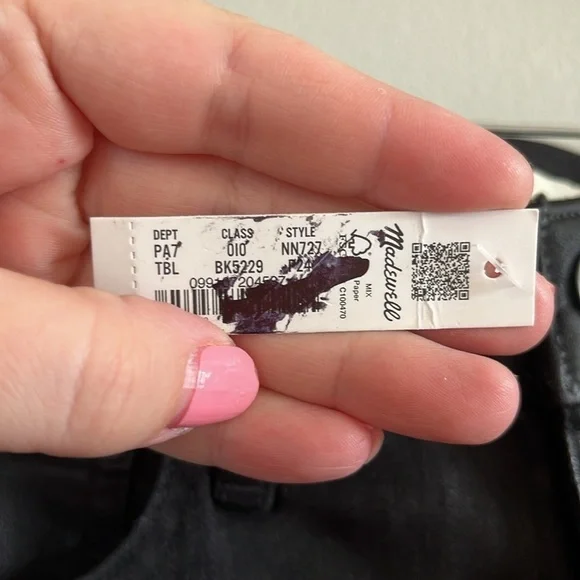 DEPT CLASS STYLE
PA7 010 NN727
TBL BK5229
MIX
Paper
C100470
Madewell